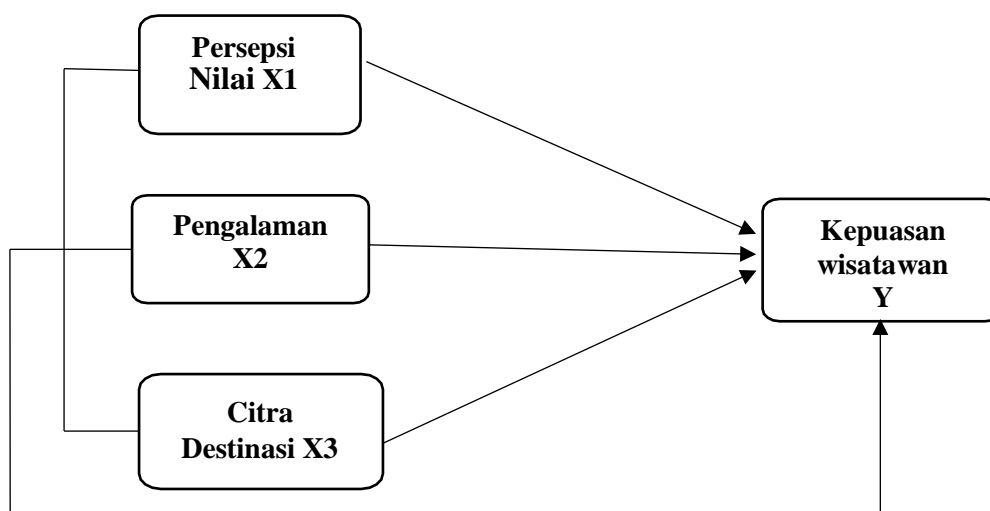 Persepsi
Nilai X1
Pengalaman
X2
Kepuasan
wisatawan
Y
Citra
Destinasi X3